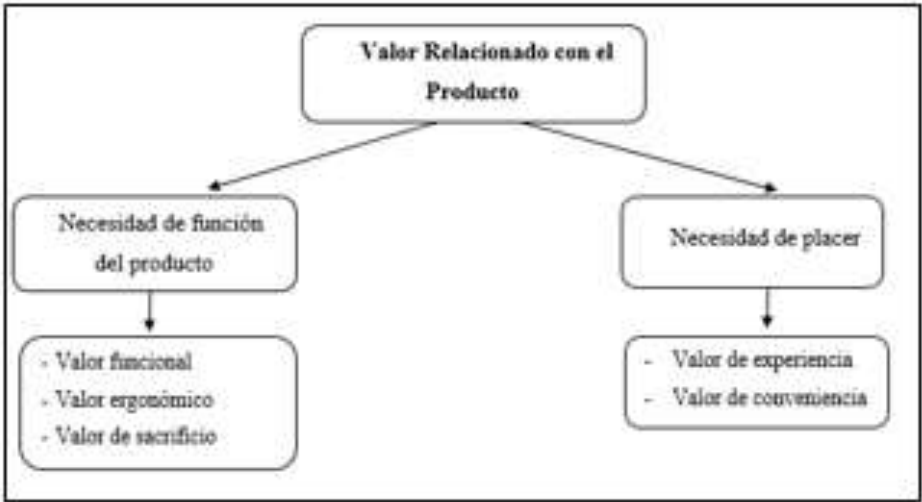 Valor Relacionado con el
Producto
Necesidad de función
del producto
Necesidad de placer
- Valor funcional
- Valor ergonómico
- Valor de sacrificio
- Valor de experiencia
- Valor de conveniencia